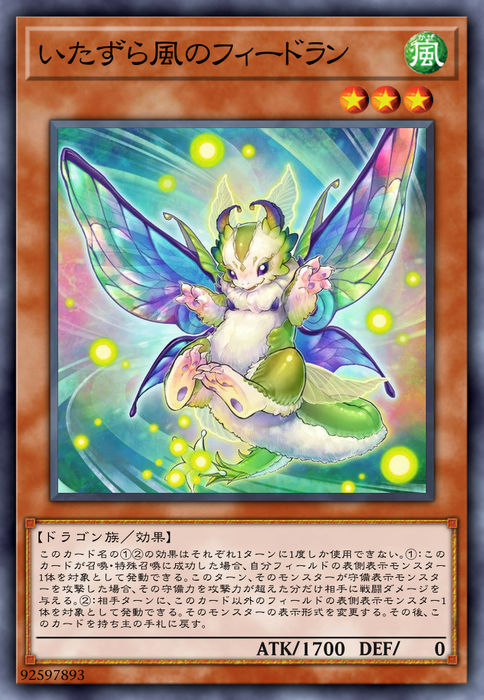 いたずら風のフィードラン
かぜ
風
【ドラゴン族／効果】
このカード名の①②の効果はそれぞれ1ターンに1度しか使用できない。①：この
カードが召喚・特殊召喚に成功した場合、自分フィールドの表側表示モンスター
1体を対象として発動できる。このターン、そのモンスターが守備表示モンスタ
ーを攻撃した場合、その守備力を攻撃力が超えた分だけ相手に戦闘ダメージを
与える。②：相手ターンに、このカード以外のフィールドの表側表示モンスター1
体を対象として発動できる。そのモンスターの表示形式を変更する。その後、こ
のカードを持ち主の手札に戻す。
ATK/1700 DEF/ 0
92597893